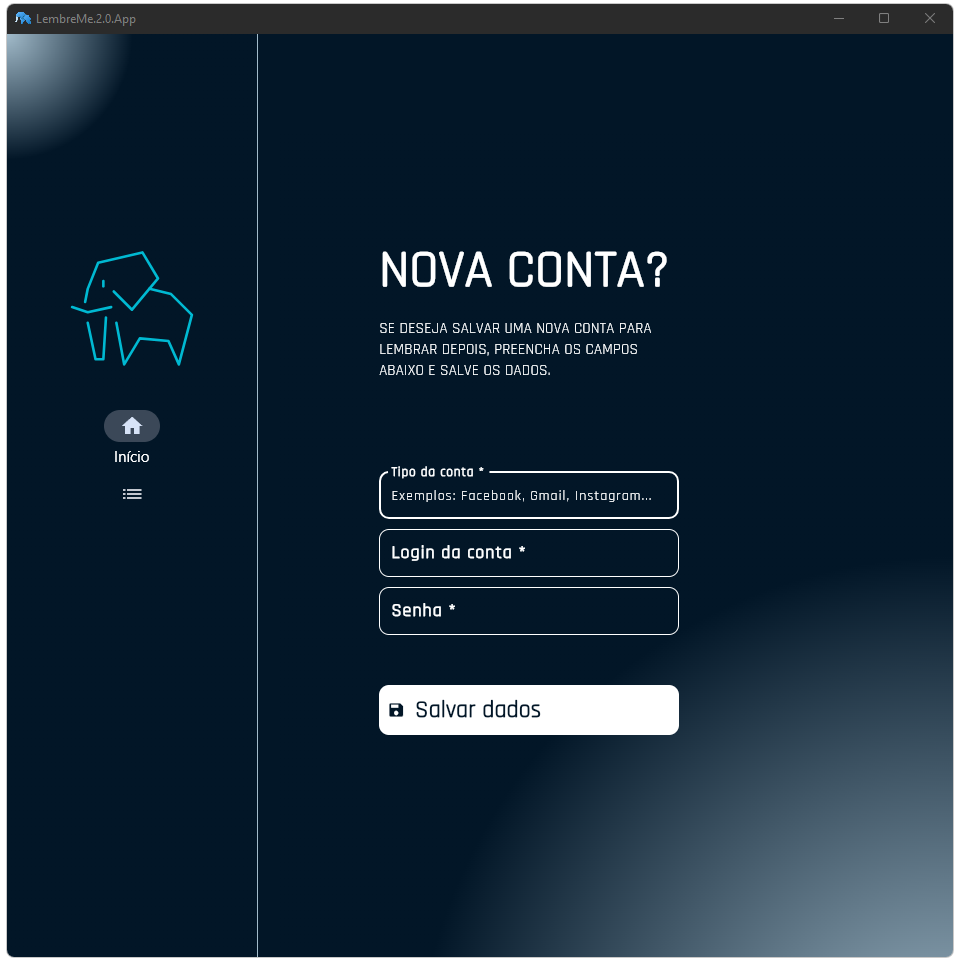 LembreMe.2.0.App
Início
NOVA CONTA?
SE DESEJA SALVAR UMA NOVA CONTA PARA
LEMBRAR DEPOIS, PREENCHA OS CAMPOS
ABAIXO E SALVE OS DADOS.
Tipo da conta *
Exemplos: Facebook, Gmail, Instagram...
Login da conta *
Senha *
Salvar dados